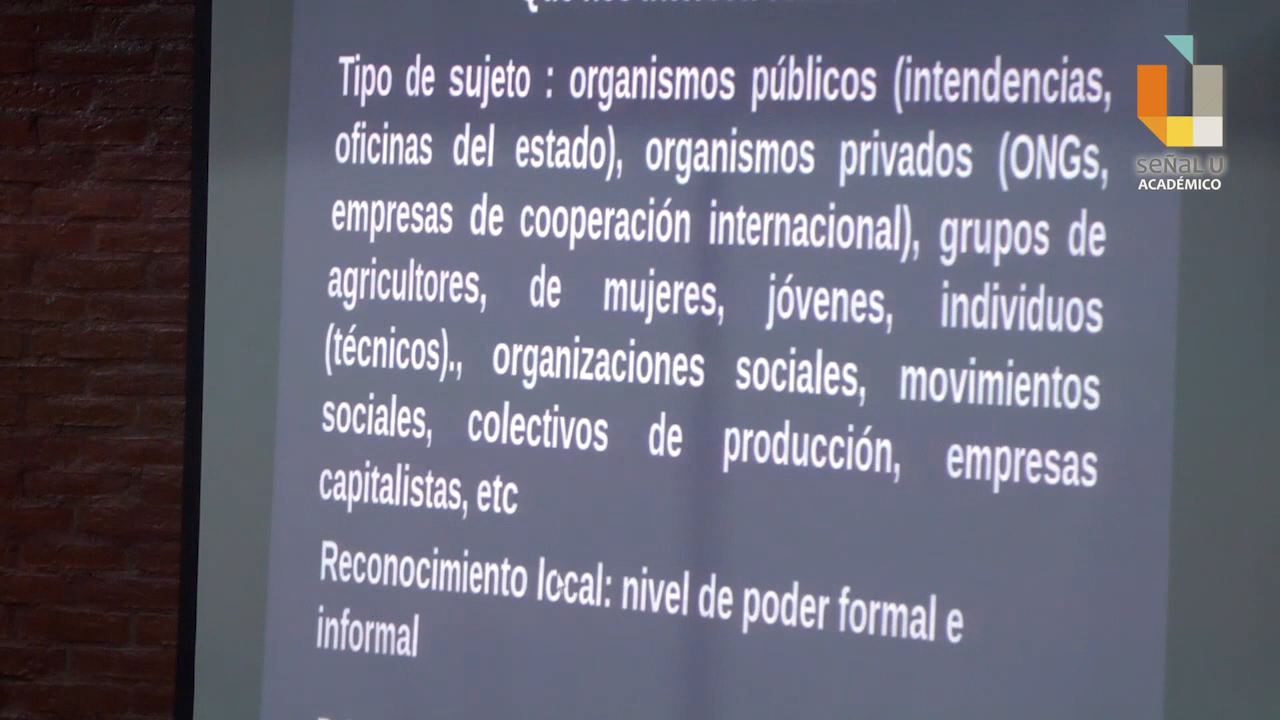 Tipo de sujeto : organismos públicos (intendencias,
oficinas del estado), organismos privados (ONGs,
empresas de cooperación internacional), grupos de
agricultores, de mujeres, jóvenes, individuos
(técnicos)., organizaciones sociales, movimientos
sociales, colectivos de producción, empresas
capitalistas, etc
Reconocimiento local: nivel de poder formal e
informal
SEÑAL U
ACADÉMICO